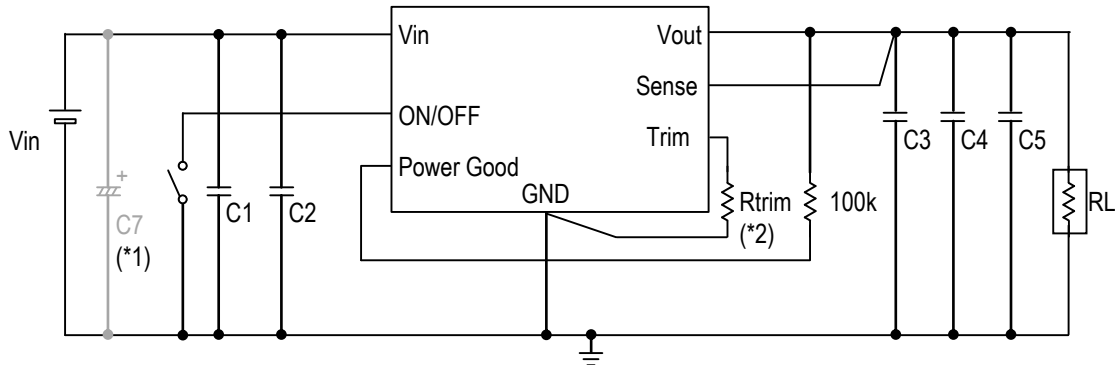 Vin
Vout
Sense
ON/OFF
Vin
C3
C4
C5
Trim
Power Good
GND
+
C7
(*1)
C1
C2
Rtrim
(*2)
100k
RL